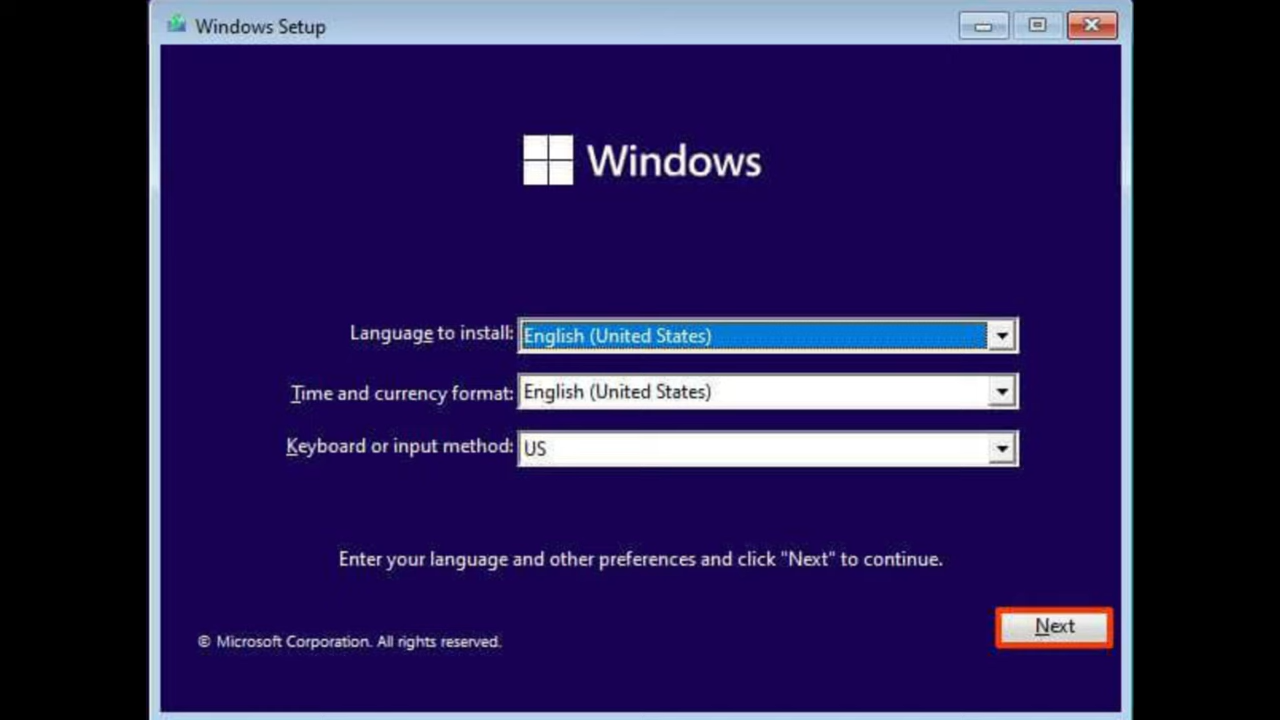 Windows Setup
Windows
Language to install: English (United States)
Time and currency format: English (United States)
Keyboard or input method: US
Enter your language and other preferences and click "Next" to continue.
Next
© Microsoft Corporation. All rights reserved.